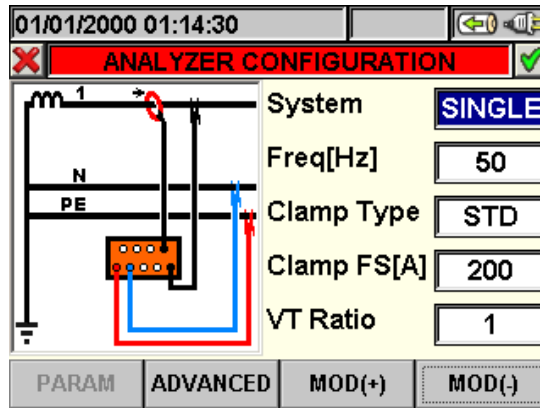 01/01/2000 01:14:30
ANALYZER CONFIGURATION
1
N
PE
System SINGLE
Freq[Hz] 50
Clamp Type STD
Clamp FS[A] 200
VT Ratio 1
PARAM ADVANCED MOD(+) MOD(-)